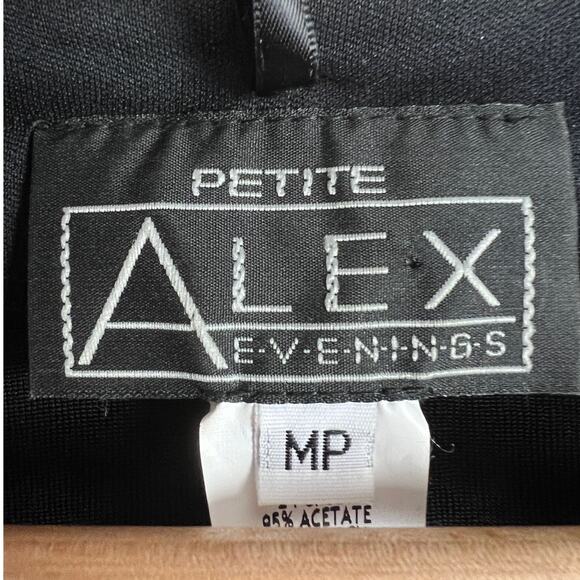 PETITE
ALEX
E·V·E·N·I·N·G·S
MP
95% ACETATE